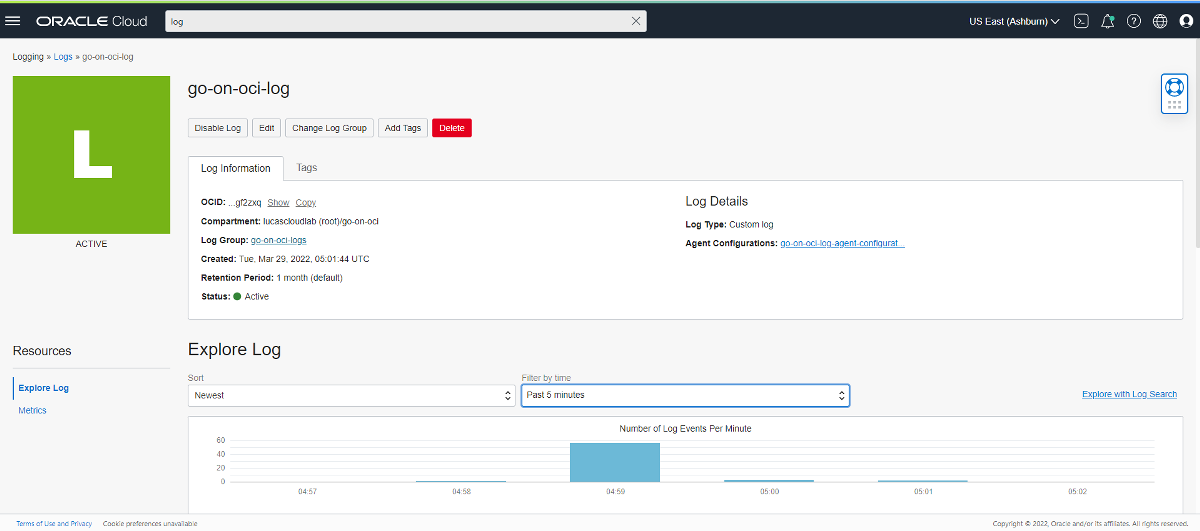 ORACLE Cloud
log
US East (Ashburn)
Logging » Logs » go-on-oci-log
L
ACTIVE
go-on-oci-log
Disable Log Edit Change Log Group Add Tags Delete
Log Information Tags
OCID: ...gf2zxq Show Copy
Compartment: lucascloudlab (root)/go-on-oci
Log Group: go-on-oci-logs
Created: Tue, Mar 29, 2022, 05:01:44 UTC
Retention Period: 1 month (default)
Status: Active
Log Details
Log Type: Custom log
Agent Configurations: go-on-oci-log-agent-configurat...
Resources
Explore Log
Metrics
Explore Log
Sort
Newest
Filter by time
Past 5 minutes
Explore with Log Search
Number of Log Events Per Minute
60
40
20
0
04:57 04:58 04:59 05:00 05:01 05:02
Terms of Use and Privacy Cookie preferences unavailable
Copyright © 2022, Oracle and/or its affiliates. All rights reserved.